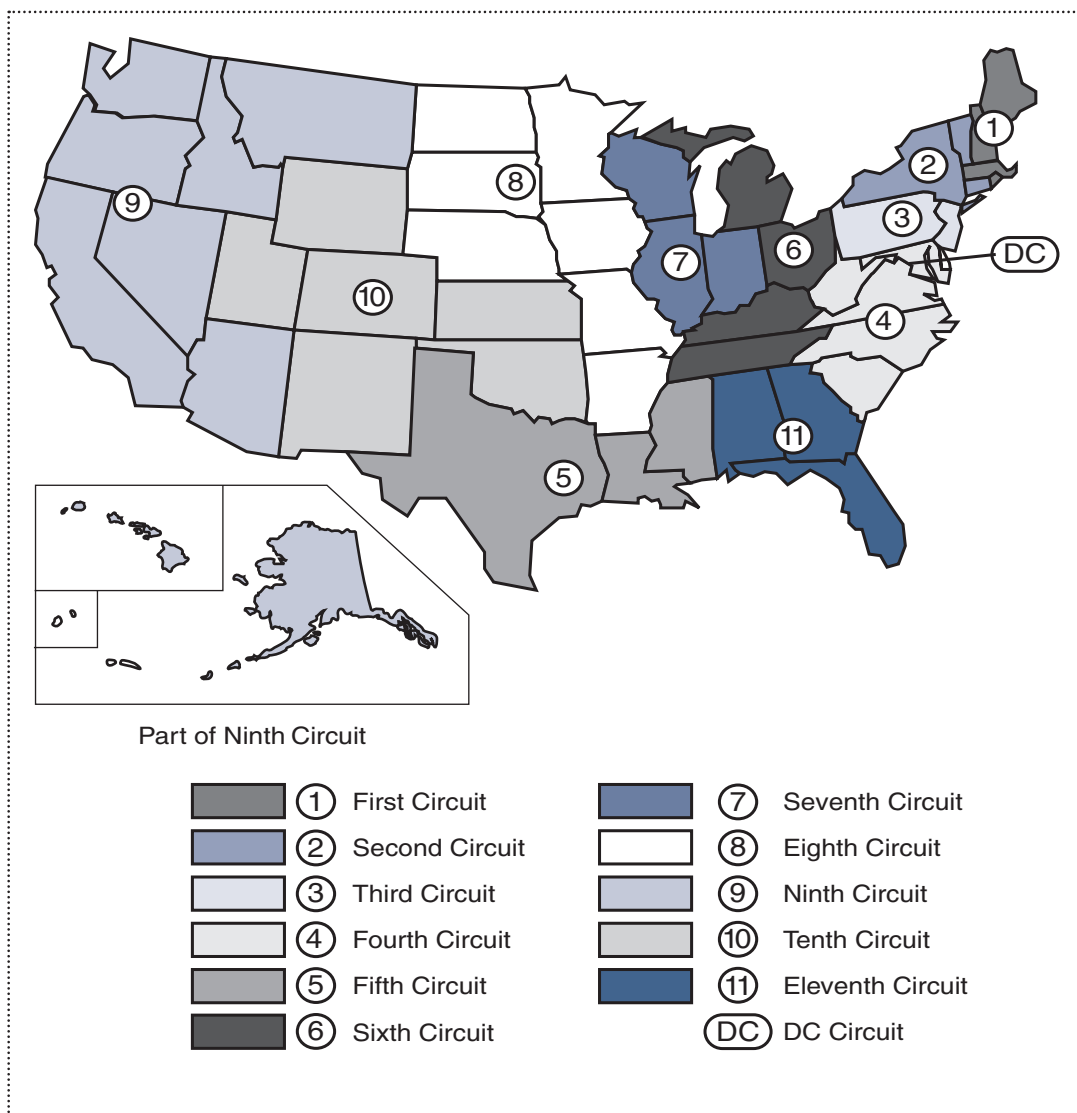 1
2
8
9
3
DC
6
7
10
4
11
5
Part of Ninth Circuit
1 First Circuit
2 Second Circuit
3 Third Circuit
4 Fourth Circuit
5 Fifth Circuit
6 Sixth Circuit
7 Seventh Circuit
8 Eighth Circuit
9 Ninth Circuit
10 Tenth Circuit
11 Eleventh Circuit
DC DC Circuit